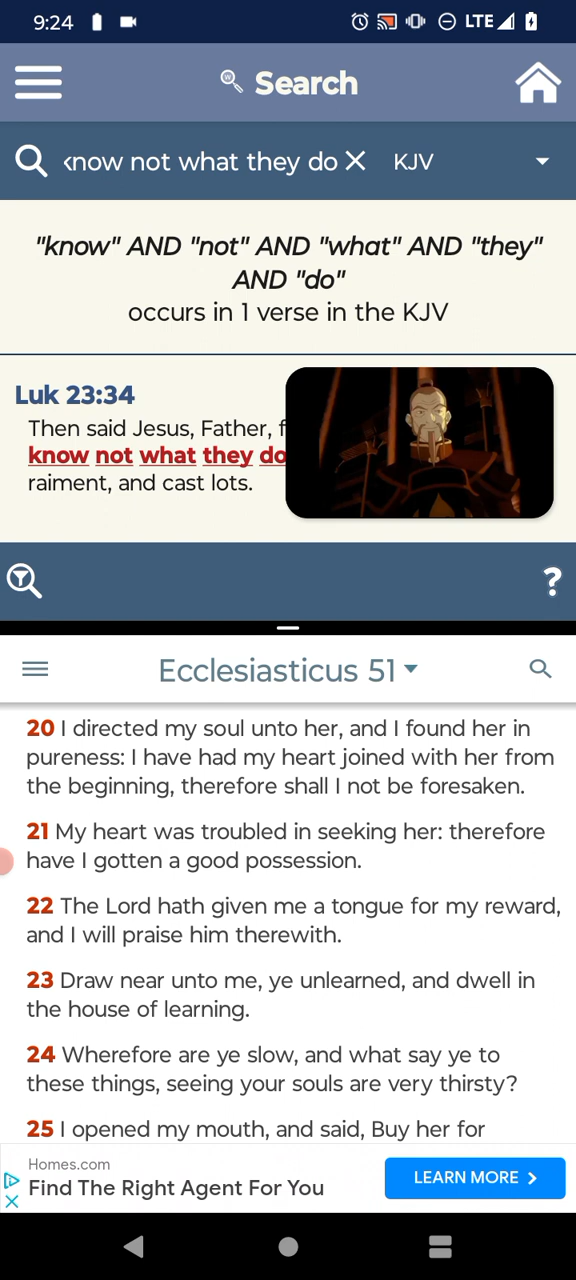 9:24
LTE
Search
know not what they do
KJV
"know" AND "not" AND "what" AND "they"
AND "do"
occurs in 1 verse in the KJV
Luk 23:34
Then said Jesus, Father, f
know not what they do
raiment, and cast lots.
?
Ecclesiasticus 51
20 I directed my soul unto her, and I found her in
pureness: I have had my heart joined with her from
the beginning, therefore shall I not be foresaken.
21 My heart was troubled in seeking her: therefore
have I gotten a good possession.
22 The Lord hath given me a tongue for my reward,
and I will praise him therewith.
23 Draw near unto me, ye unlearned, and dwell in
the house of learning.
24 Wherefore are ye slow, and what say ye to
these things, seeing your souls are very thirsty?
25 I opened my mouth, and said, Buy her for
Homes.com
Find The Right Agent For You
LEARN MORE